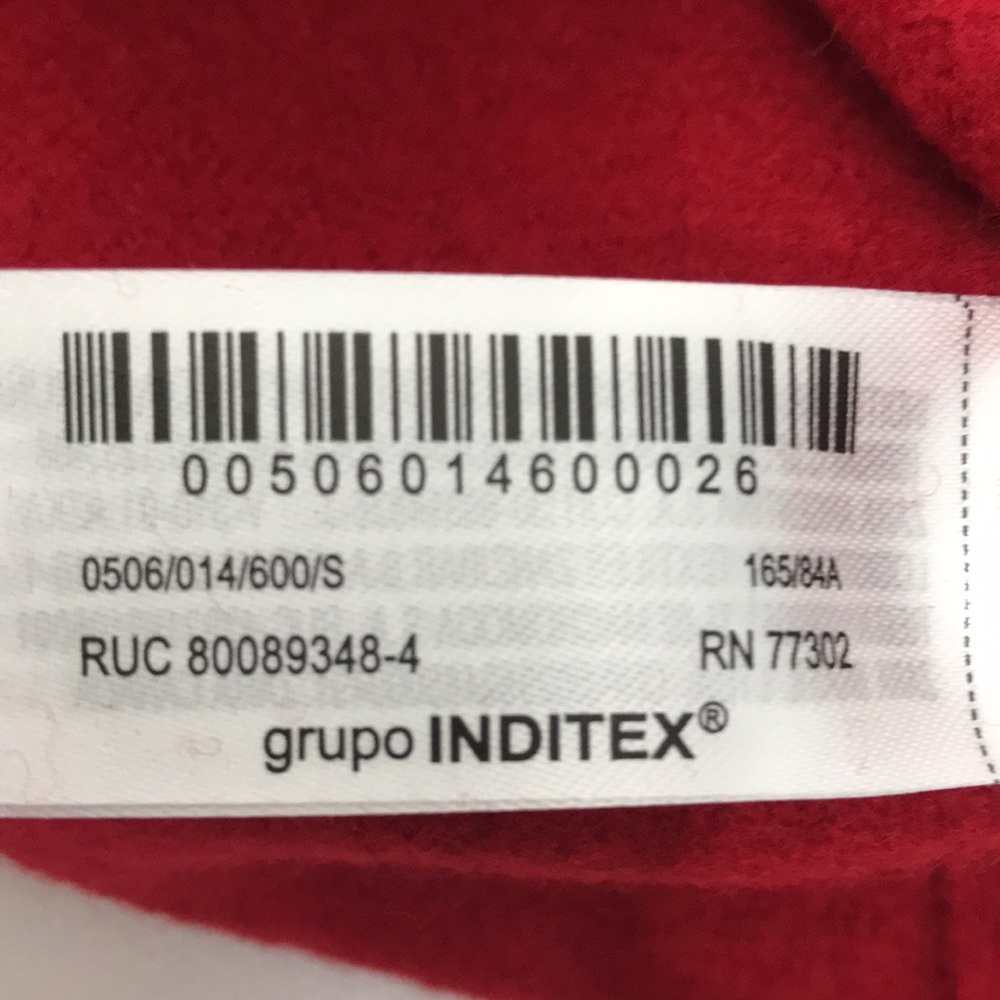 00506014600026
0506/014/600/S 165/84A
RUC 80089348-4 RN 77302
grupo INDITEX®